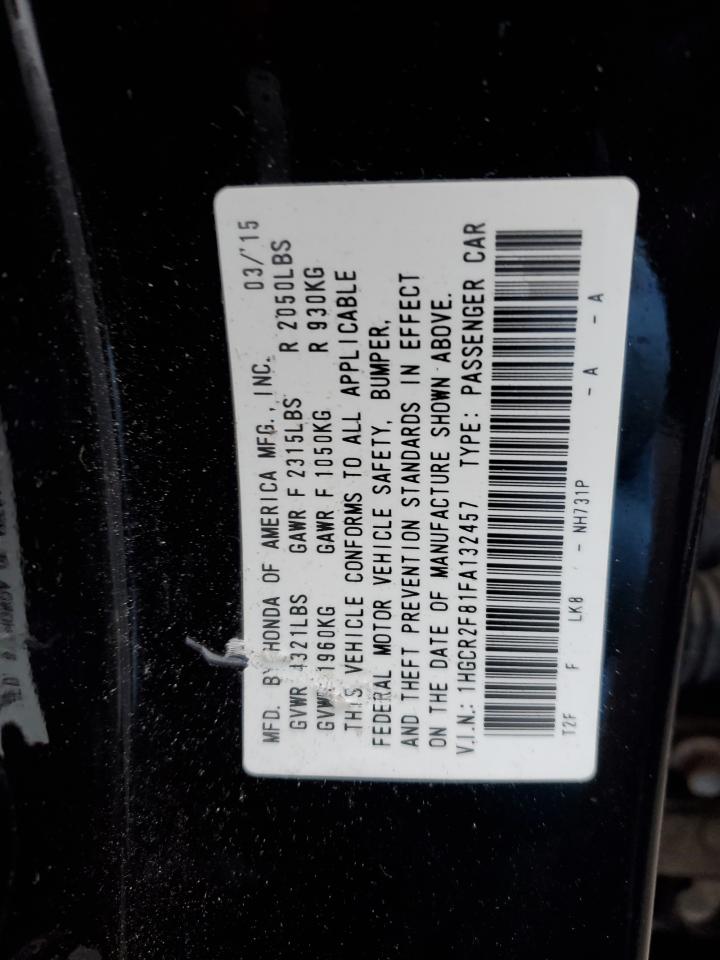 MFD. BY HONDA OF AMERICA MFG., INC. 03/'15
GVWR 4321LBS GAWR F 2315LBS R 2050LBS
GVWR 1960KG GAWR F 1050KG R 930KG
THIS VEHICLE CONFORMS TO ALL APPLICABLE
FEDERAL MOTOR VEHICLE SAFETY, BUMPER,
AND THEFT PREVENTION STANDARDS IN EFFECT
ON THE DATE OF MANUFACTURE SHOWN ABOVE.
V.I.N.: 1HGCR2F81FA132457 TYPE: PASSENGER CAR
T2F F LK8 - NH731P - A - A